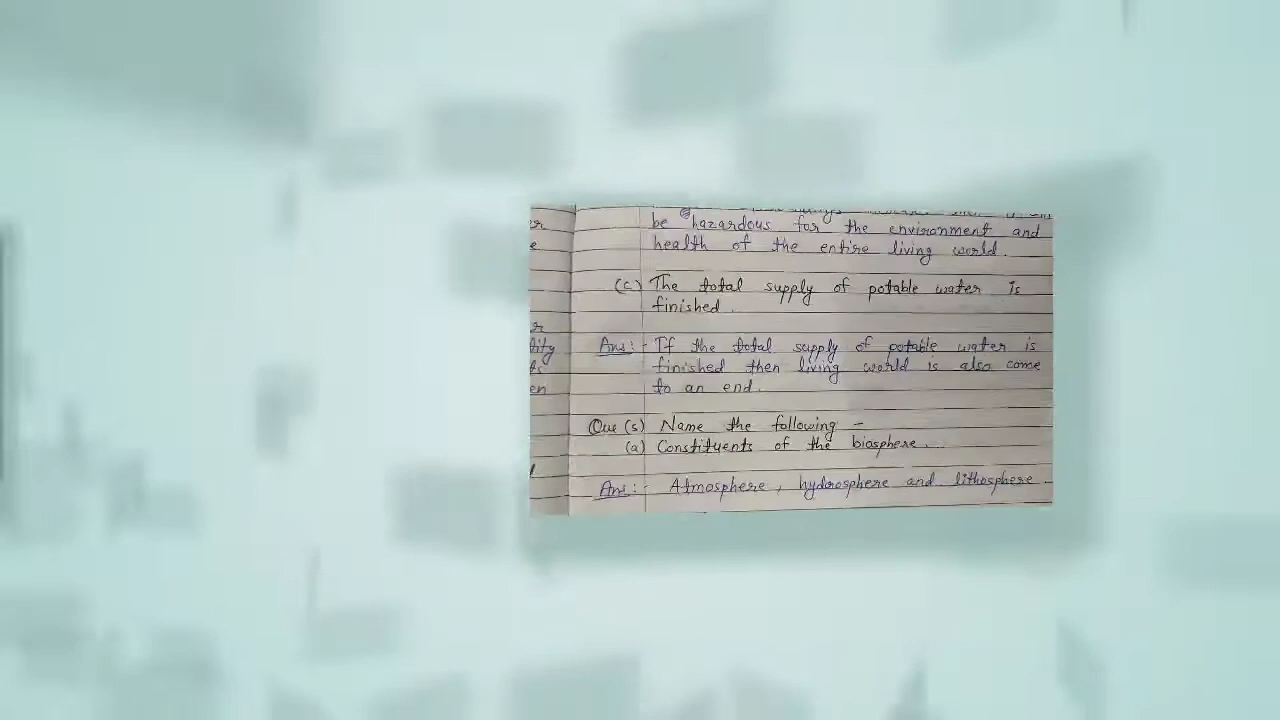 be hazardous for the environment and
health of the entire living world.
(c) The total supply of potable water is
finished.
Ans:- If the total supply of potable water is
finished then living world is also come
to an end.
Que (5) Name the following -
(a) Constituents of the biosphere.
Ans:- Atmosphere, hydrosphere and lithosphere.